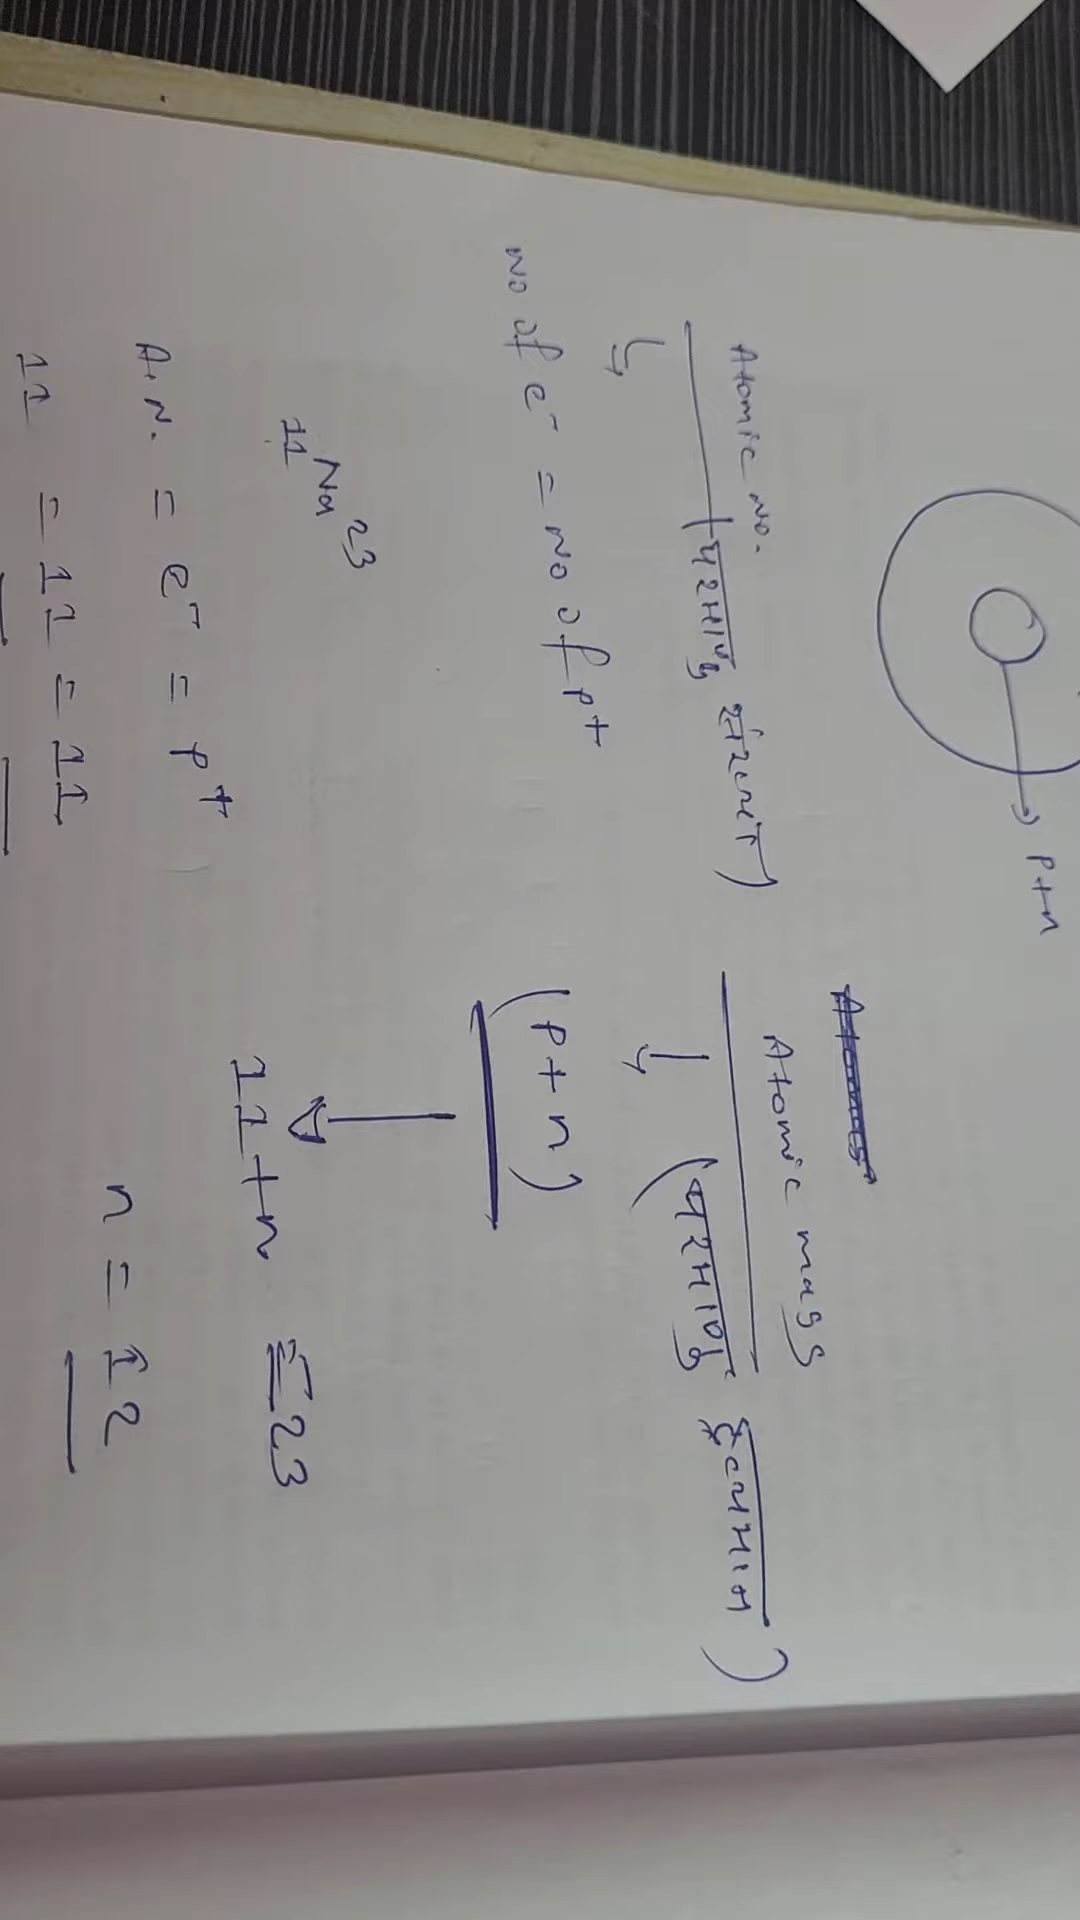 P+n
Atomic no.
(परमाणु संख्या)
no of e⁻ = no of p⁺
₁₁Na²³
A.N. = e⁻ = p⁺
11 = 11 = 11
Atomic mass
(परमाणु द्रव्यमान)
(P+n)
11+n = 23
n = 12